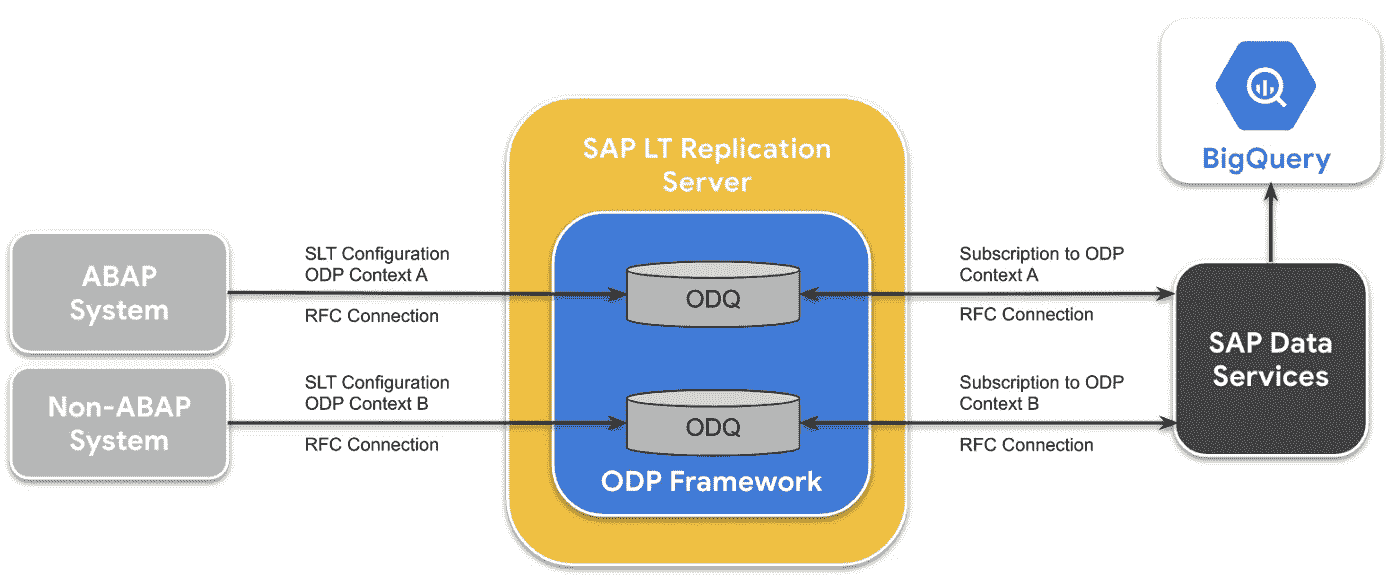 BigQuery
SAP LT Replication
Server
ABAP
System
SLT Configuration
ODP Context A
RFC Connection
ODQ
Subscription to ODP
Context A
RFC Connection
SAP Data
Services
Non-ABAP
System
SLT Configuration
ODP Context B
RFC Connection
ODQ
Subscription to ODP
Context B
RFC Connection
ODP Framework